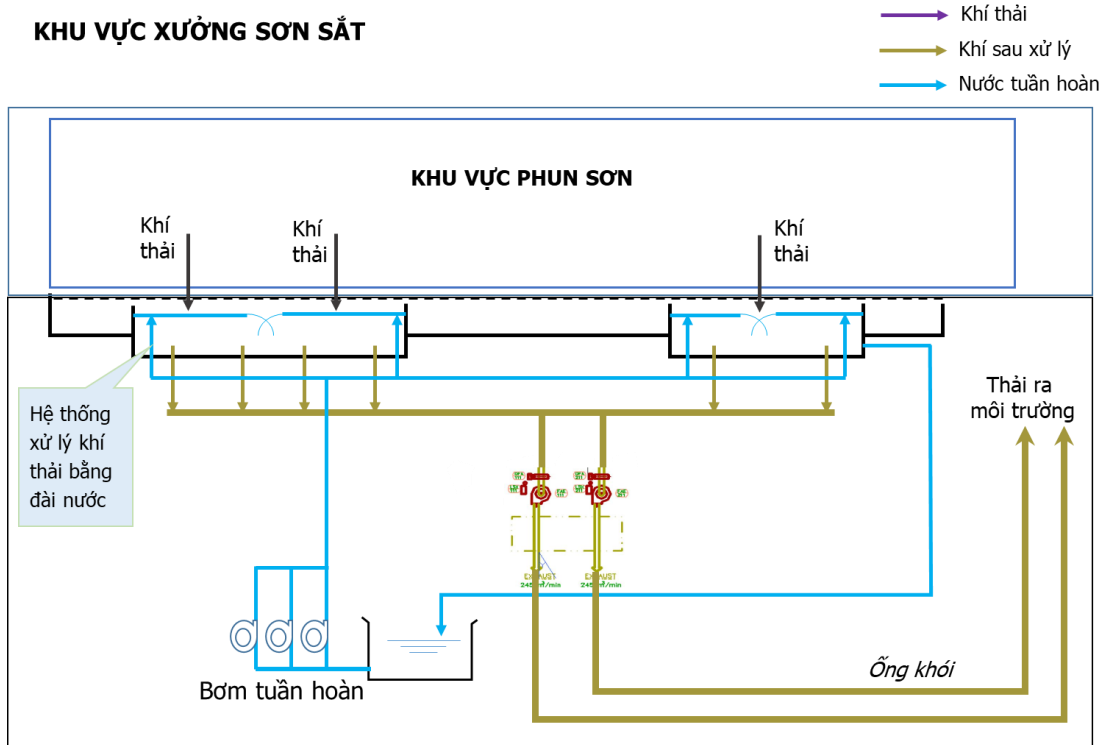 KHU VỰC XƯỞNG SƠN SẮT
Khí thải
Khí sau xử lý
Nước tuần hoàn
KHU VỰC PHUN SƠN
Khí
thải
Khí
thải
Khí
thải
Hệ thống
xử lý khí
thải bằng
đài nước
Thải ra
môi trường
EXHAUST
Bơm tuần hoàn
Ống khói